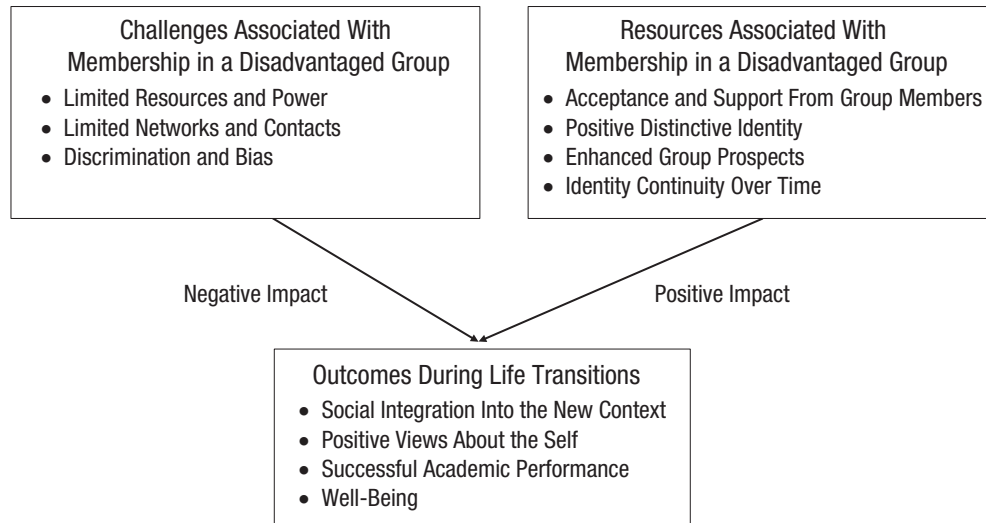 Challenges Associated With
Membership in a Disadvantaged Group
• Limited Resources and Power
• Limited Networks and Contacts
• Discrimination and Bias
Resources Associated With
Membership in a Disadvantaged Group
• Acceptance and Support From Group Members
• Positive Distinctive Identity
• Enhanced Group Prospects
• Identity Continuity Over Time
Negative Impact
Positive Impact
Outcomes During Life Transitions
• Social Integration Into the New Context
• Positive Views About the Self
• Successful Academic Performance
• Well-Being